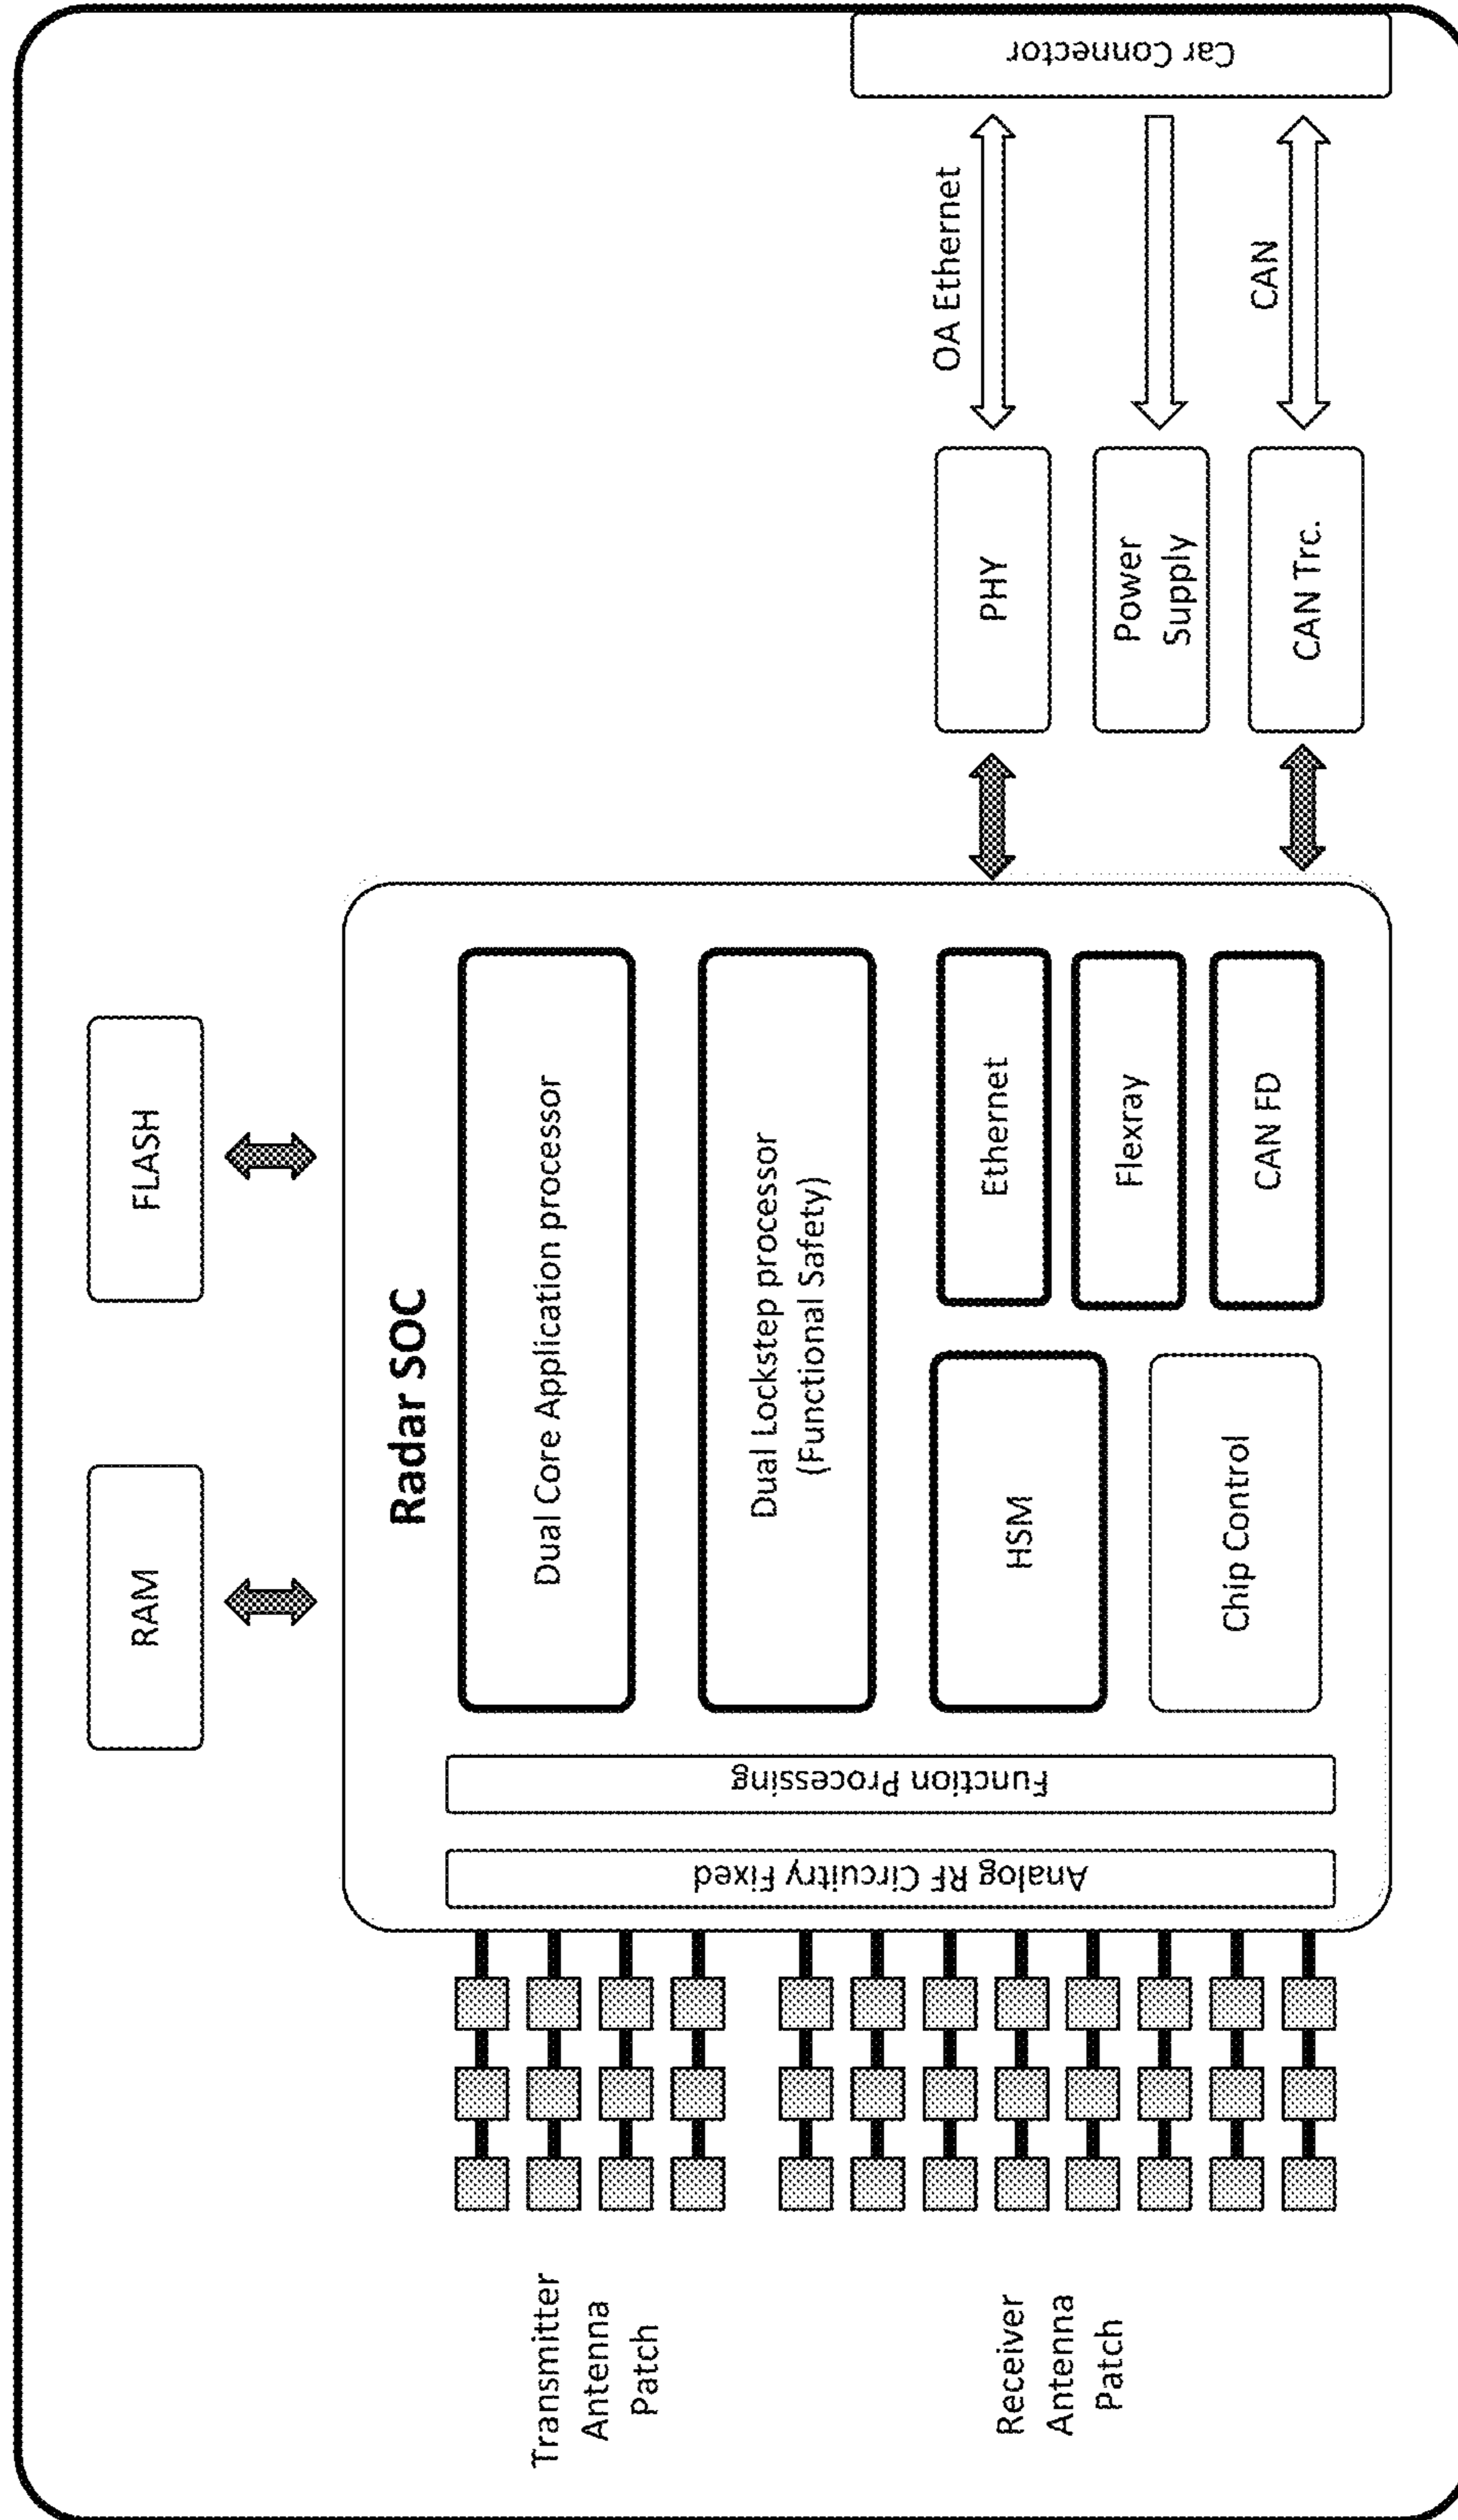 RAM
FLASH
Radar SOC
Dual Core Application processor
Dual Lockstep processor
(Functional Safety)
HSM
Chip Control
Ethernet
Flexray
CAN FD
Function Processing
Analog RF Circuitry Fixed
Transmitter
Antenna
Patch
Receiver
Antenna
Patch
PHY
Power
Supply
CAN Trc.
OA Ethernet
CAN
Car Connector